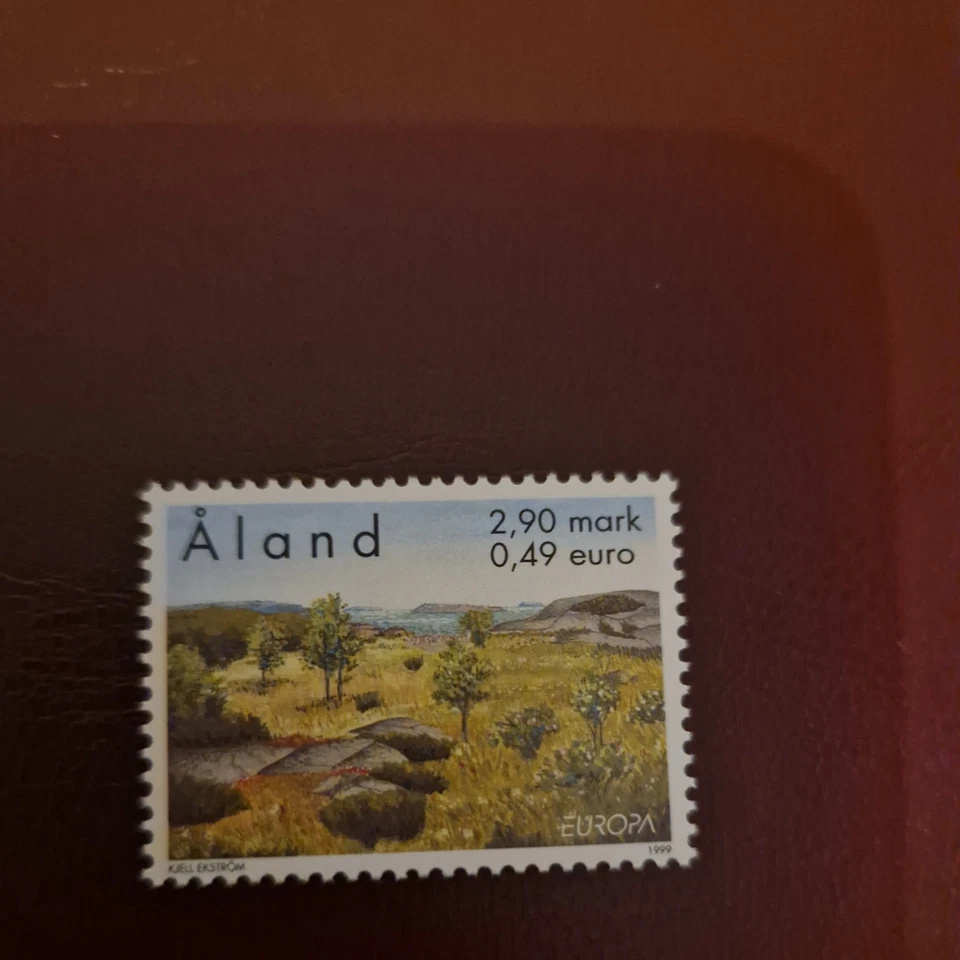 Åland
2,90 mark
0,49 euro
EUROPA
KJELL EKSTRÖM
1999